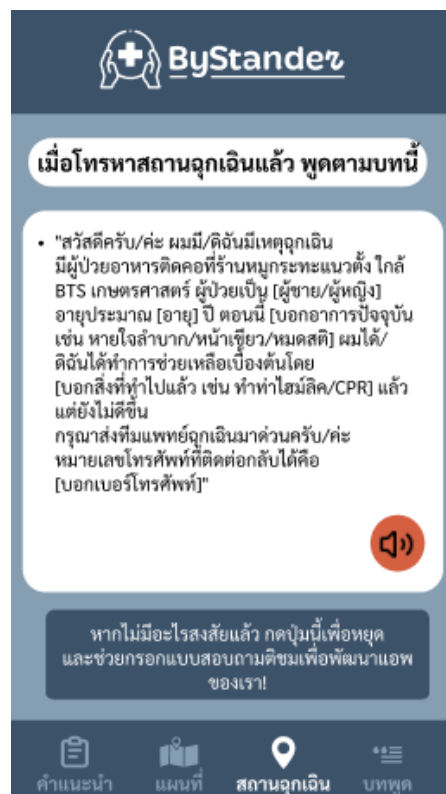 ByStander
เมื่อโทรหาสถานฉุกเฉินแล้ว พูดตามบทนี้
• "สวัสดีครับ/ค่ะ ผมมี/ดิฉันมีเหตุฉุกเฉิน
มีผู้ป่วยอาหารติดคอที่ร้านหมูกระทะแนวตั้ง ใกล้
BTS เกษตรศาสตร์ ผู้ป่วยเป็น [ผู้ชาย/ผู้หญิง]
อายุประมาณ [อายุ] ปี ตอนนี้ [บอกอาการปัจจุบัน
เช่น หายใจลำบาก/หน้าเขียว/หมดสติ] ผมได้/
ดิฉันได้ทำการช่วยเหลือเบื้องต้นโดย
[บอกสิ่งที่ทำไปแล้ว เช่น ทำท่าไฮม์ลิค/CPR] แล้ว
แต่ยังไม่ดีขึ้น
กรุณาส่งทีมแพทย์ฉุกเฉินมาด่วนครับ/ค่ะ
หมายเลขโทรศัพท์ที่ติดต่อกลับได้คือ
[บอกเบอร์โทรศัพท์]"
หากไม่มีอะไรสงสัยแล้ว กดปุ่มนี้เพื่อหยุด
และช่วยกรอกแบบสอบถามติชมเพื่อพัฒนาแอพ
ของเรา!
คำแนะนำ แผนที่ สถานฉุกเฉิน บทพูด